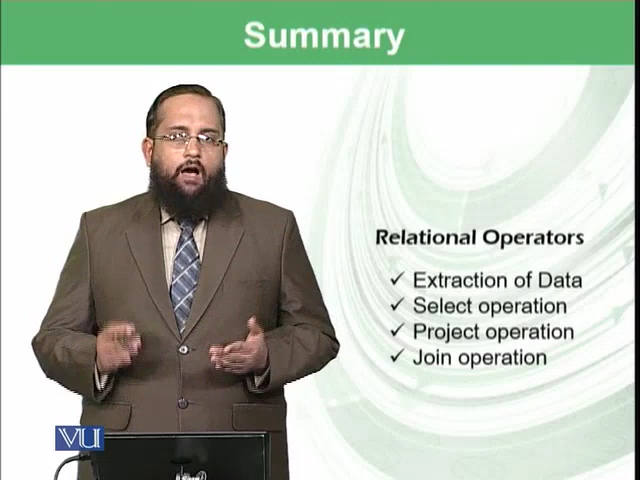 Summary
Relational Operators
✓ Extraction of Data
✓ Select operation
✓ Project operation
✓ Join operation
VU